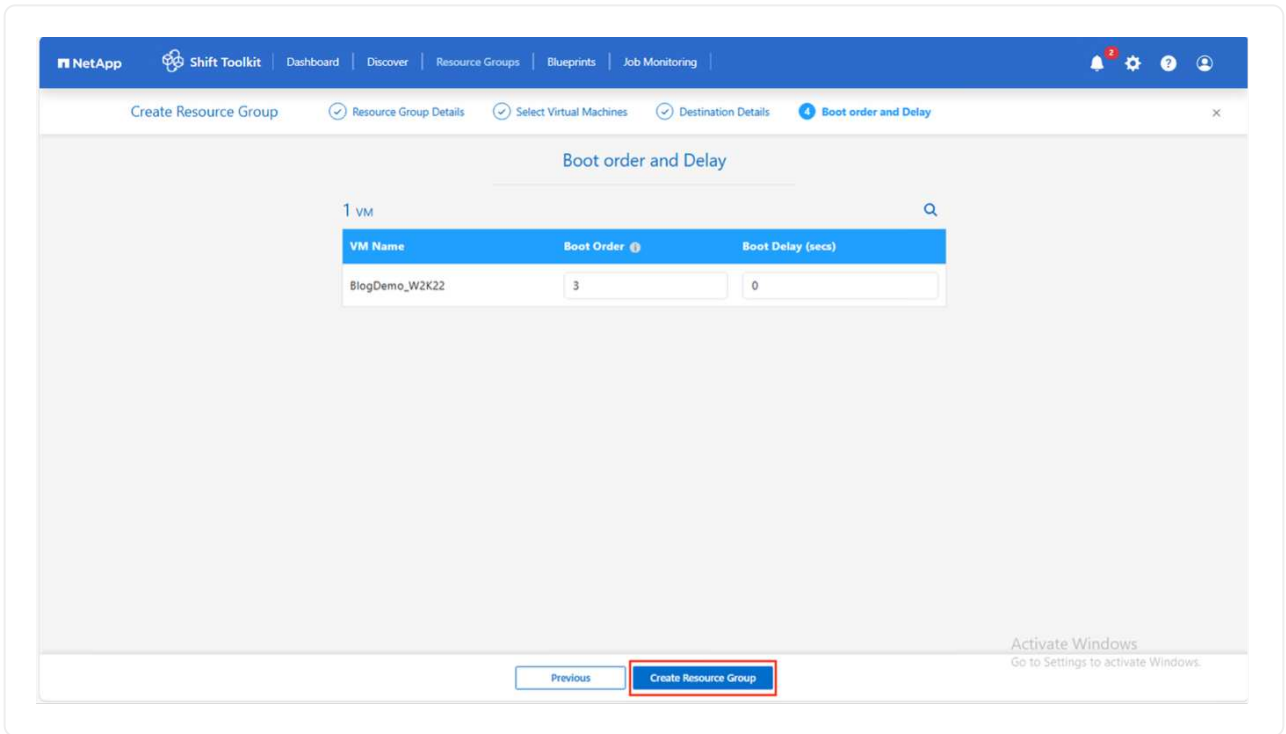 NetApp Shift Toolkit Dashboard Discover Resource Groups Blueprints Job Monitoring 2
Create Resource Group Resource Group Details Select Virtual Machines Destination Details 4 Boot order and Delay
Boot order and Delay
1 VM
VM Name Boot Order Boot Delay (secs)
BlogDemo_W2K22 3 0
Activate Windows
Go to Settings to activate Windows.
Previous Create Resource Group